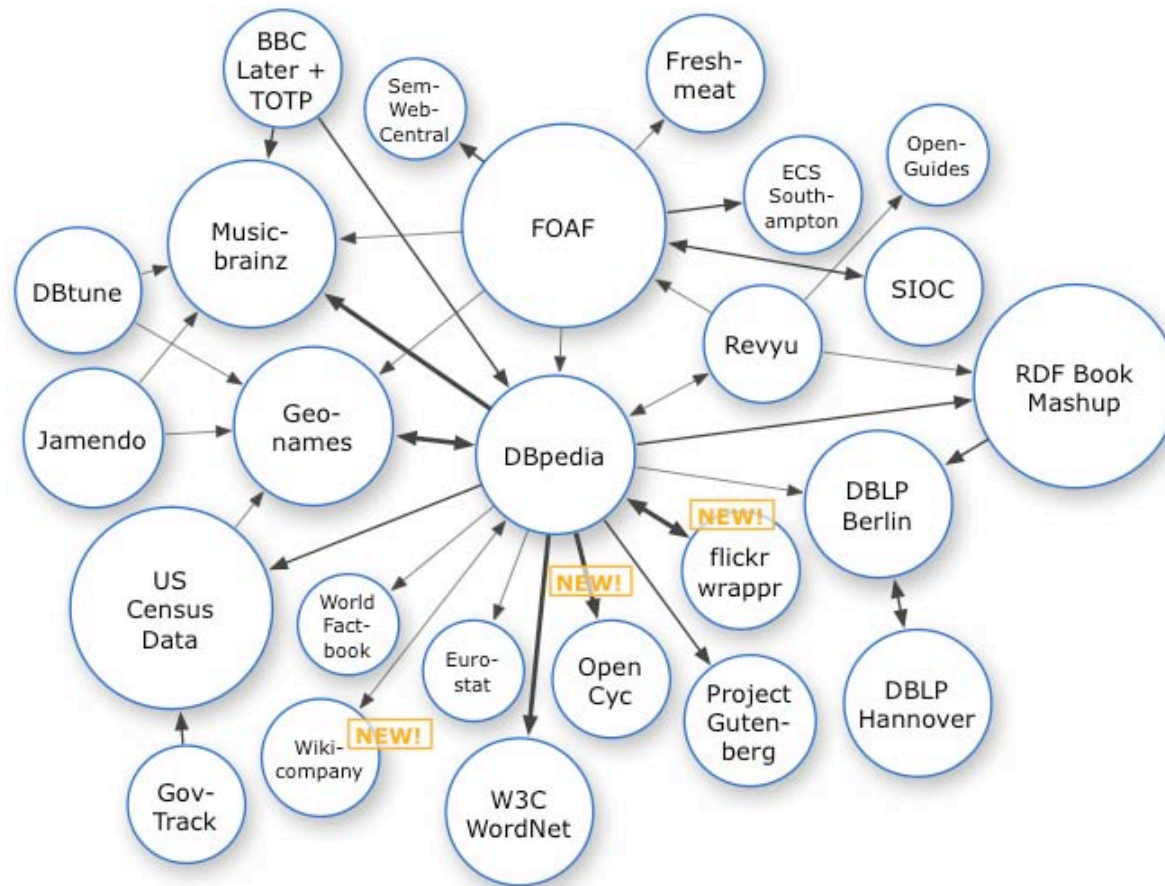 BBC
Later +
TOTP
Sem-
Web-
Central
Fresh-
meat
FOAF
ECS
South-
ampton
Open-
Guides
Music-
brainz
DBtune
SIOC
Revyu
RDF Book
Mashup
Jamendo
Geo-
names
DBpedia
DBLP
Berlin
NEW!
flickr
wrappr
US
Census
Data
NEW!
World
Fact-
book
Euro-
stat
Open
Cyc
Project
Guten-
berg
DBLP
Hannover
NEW!
Wiki-
company
Gov-
Track
W3C
WordNet